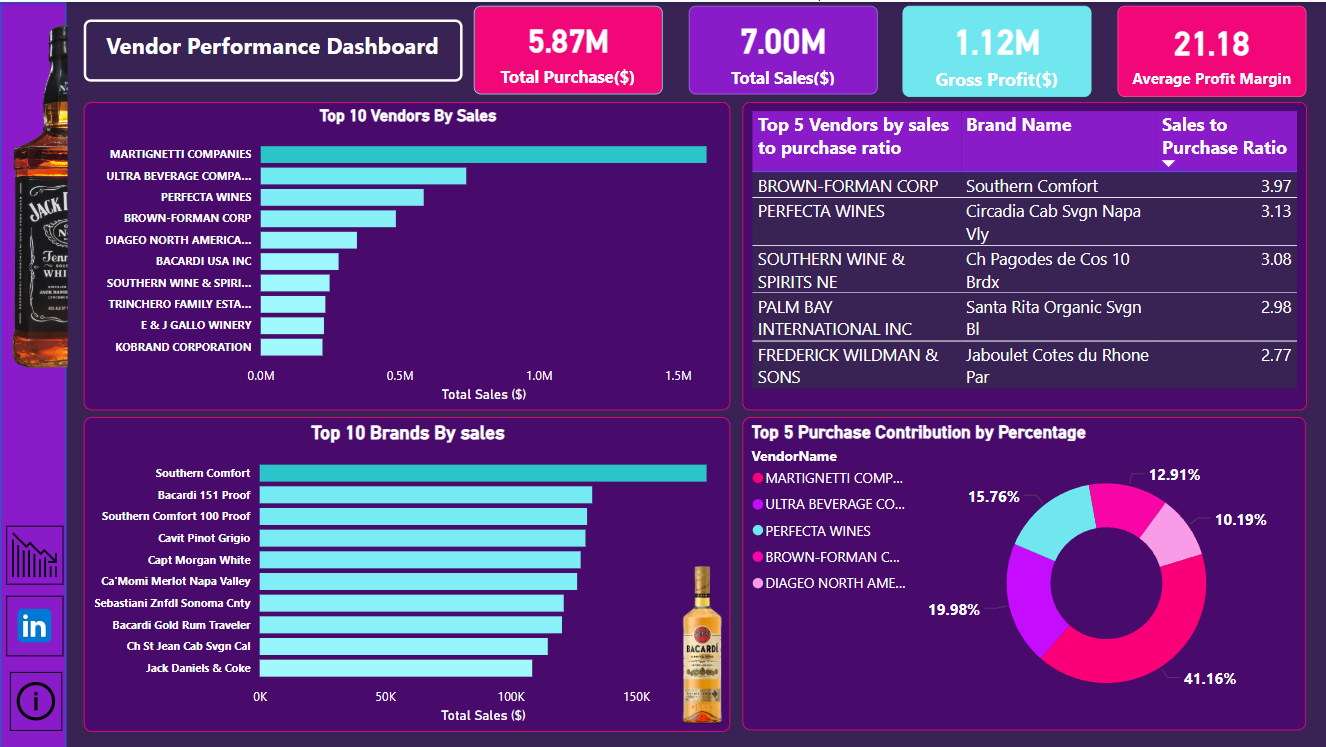 Vendor Performance Dashboard
5.87M
Total Purchase($)
7.00M
Total Sales($)
1.12M
Gross Profit($)
21.18
Average Profit Margin
Top 10 Vendors By Sales
MARTIGNETTI COMPANIES
ULTRA BEVERAGE COMPA...
PERFECTA WINES
BROWN-FORMAN CORP
DIAGEO NORTH AMERICA...
BACARDI USA INC
SOUTHERN WINE & SPIRI...
TRINCHERO FAMILY ESTA...
E & J GALLO WINERY
KOBRAND CORPORATION
0.0M 0.5M 1.0M 1.5M
Total Sales ($)
Top 5 Vendors by sales
to purchase ratio
Brand Name
Sales to
Purchase Ratio
BROWN-FORMAN CORP Southern Comfort 3.97
PERFECTA WINES Circadia Cab Svgn Napa 3.13
Vly
SOUTHERN WINE & Ch Pagodes de Cos 10 3.08
SPIRITS NE Brdx
PALM BAY Santa Rita Organic Svgn 2.98
INTERNATIONAL INC Bl
FREDERICK WILDMAN & Jaboulet Cotes du Rhone 2.77
SONS Par
Top 10 Brands By sales
Southern Comfort
Bacardi 151 Proof
Southern Comfort 100 Proof
Cavit Pinot Grigio
Capt Morgan White
Ca'Momi Merlot Napa Valley
Sebastiani Znfdl Sonoma Cnty
Bacardi Gold Rum Traveler
Ch St Jean Cab Svgn Cal
Jack Daniels & Coke
0K 50K 100K 150K
Total Sales ($)
BACARDÍ
Top 5 Purchase Contribution by Percentage
VendorName
MARTIGNETTI COMP...
ULTRA BEVERAGE CO...
PERFECTA WINES
BROWN-FORMAN C...
DIAGEO NORTH AME...
12.91%
15.76%
10.19%
19.98%
41.16%
JACK
Tenn
WHI
in
i